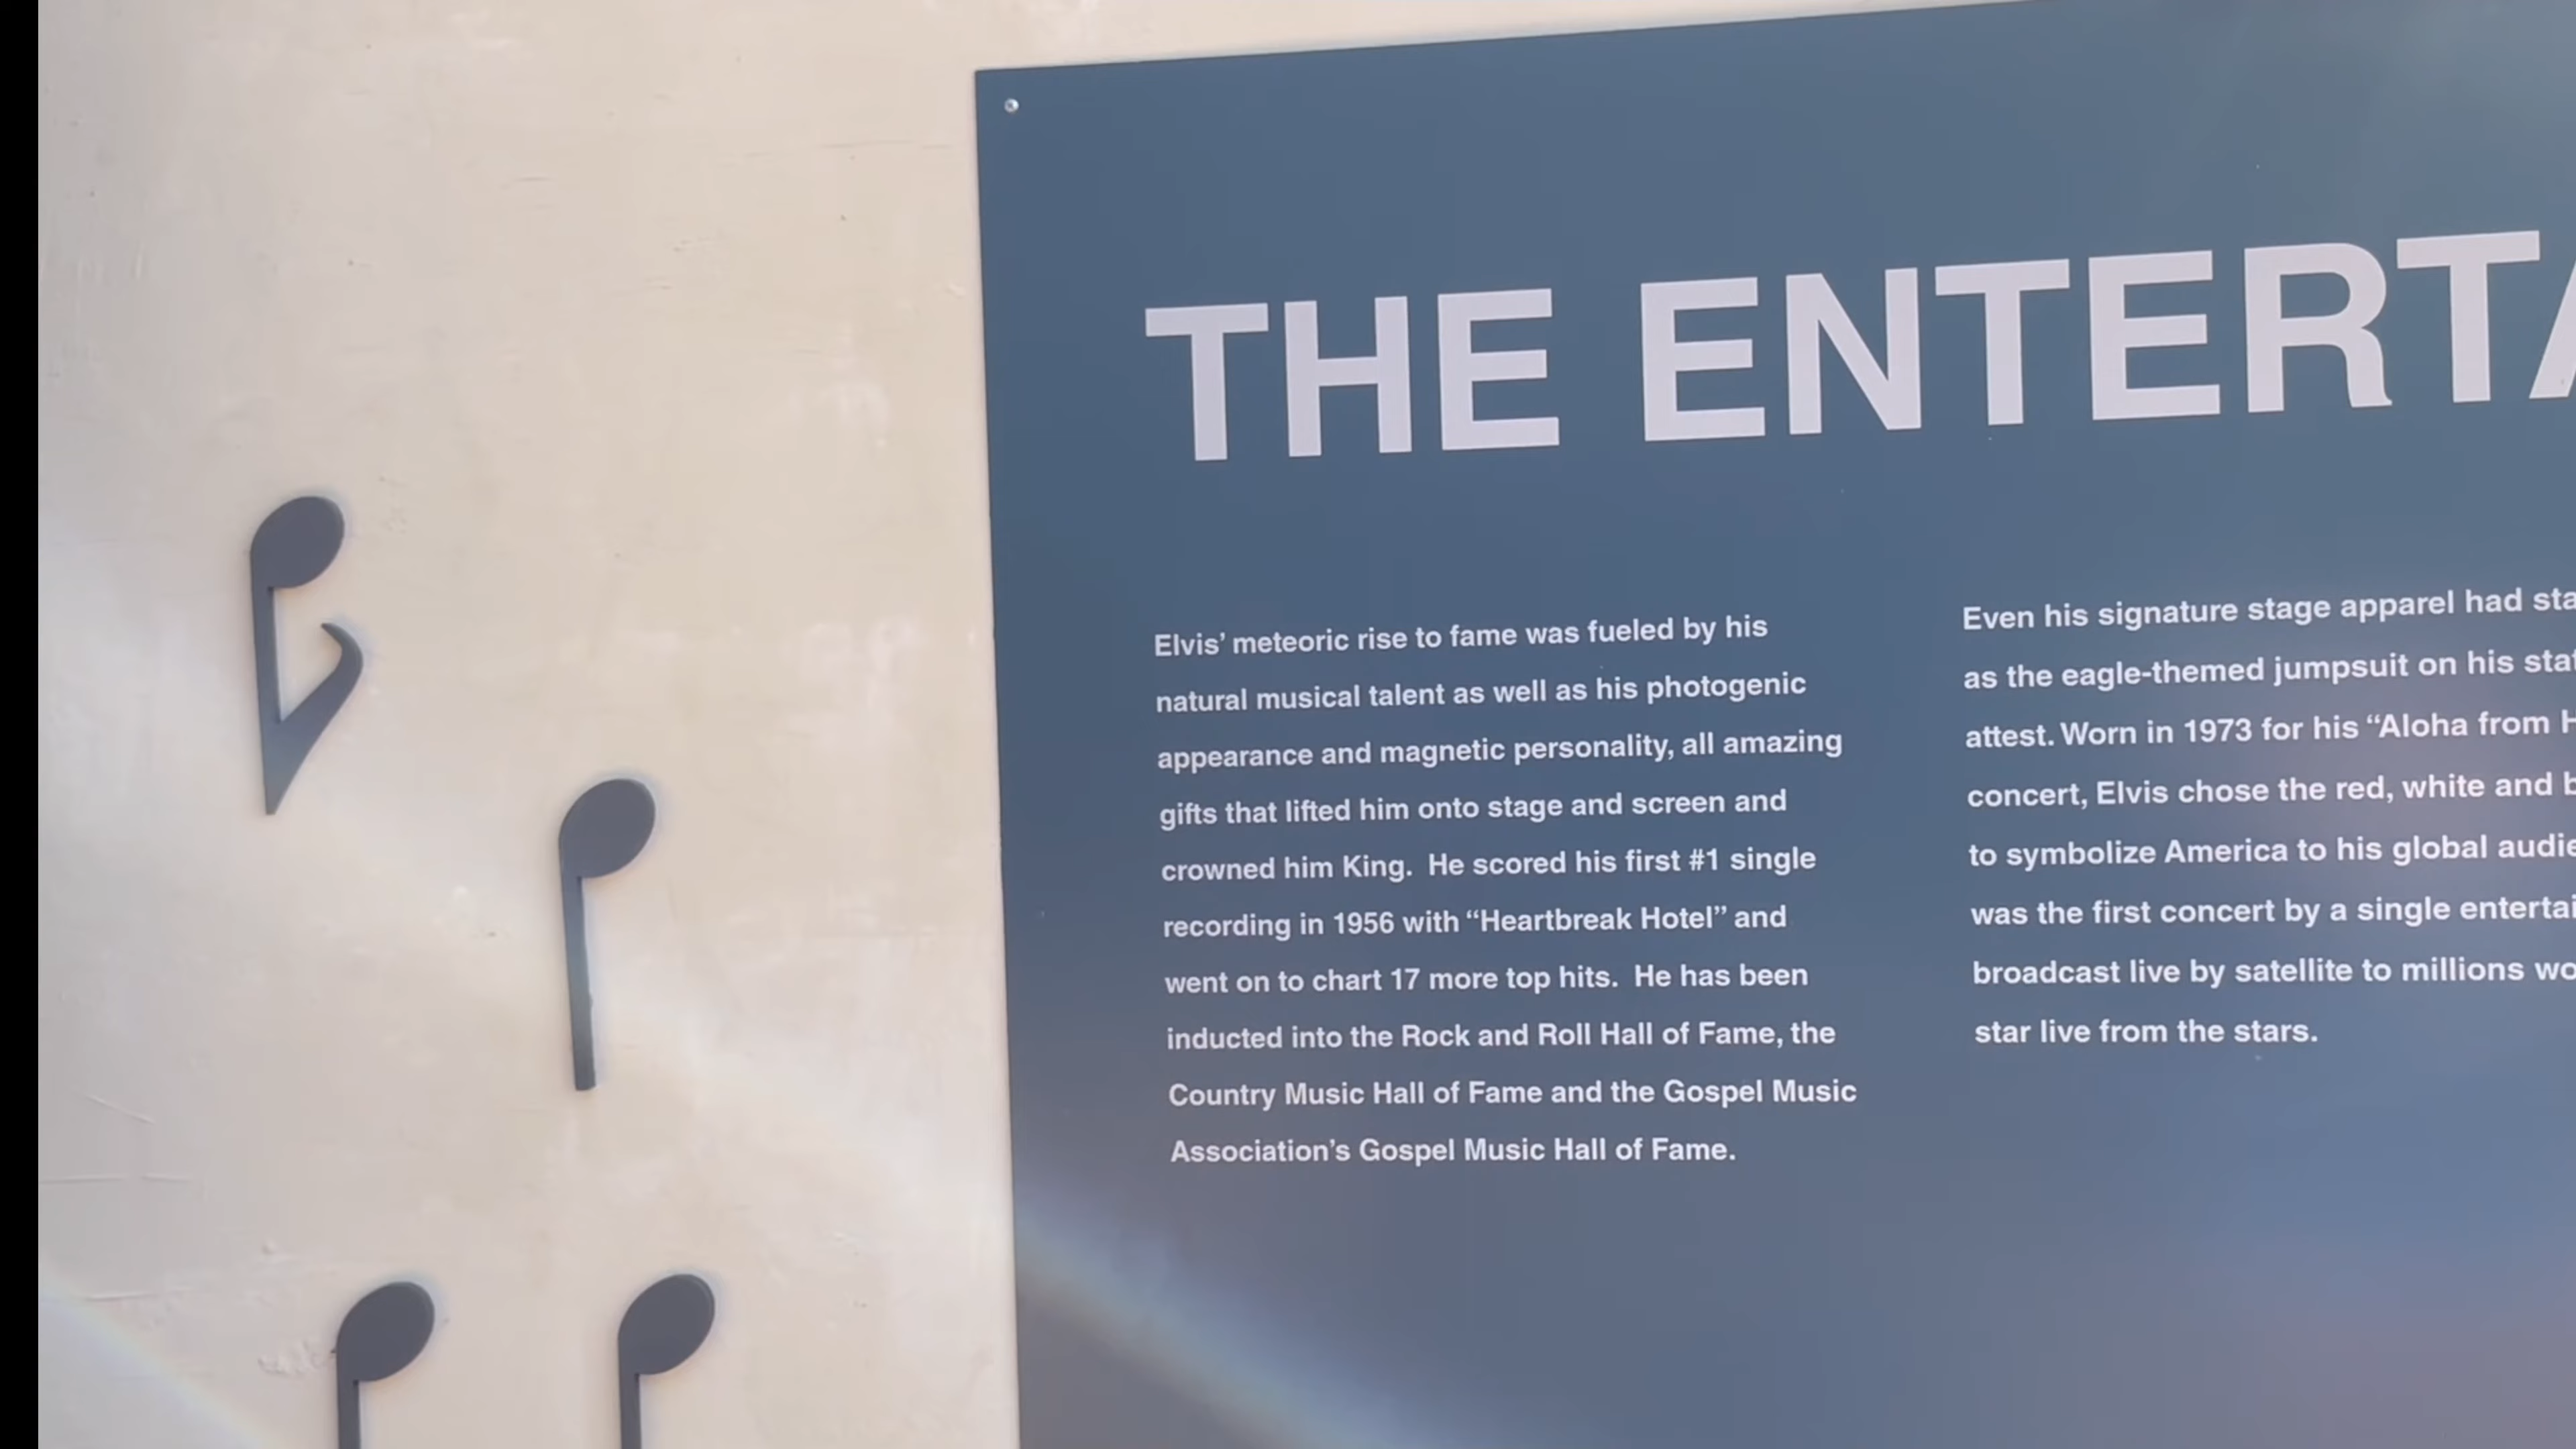 THE ENTERTA
Elvis’ meteoric rise to fame was fueled by his
natural musical talent as well as his photogenic
appearance and magnetic personality, all amazing
gifts that lifted him onto stage and screen and
crowned him King.  He scored his first #1 single
recording in 1956 with “Heartbreak Hotel” and
went on to chart 17 more top hits.  He has been
inducted into the Rock and Roll Hall of Fame, the
Country Music Hall of Fame and the Gospel Music
Association’s Gospel Music Hall of Fame.
Even his signature stage apparel had sta
as the eagle-themed jumpsuit on his stat
attest. Worn in 1973 for his “Aloha from H
concert, Elvis chose the red, white and b
to symbolize America to his global audie
was the first concert by a single entertai
broadcast live by satellite to millions wo
star live from the stars.